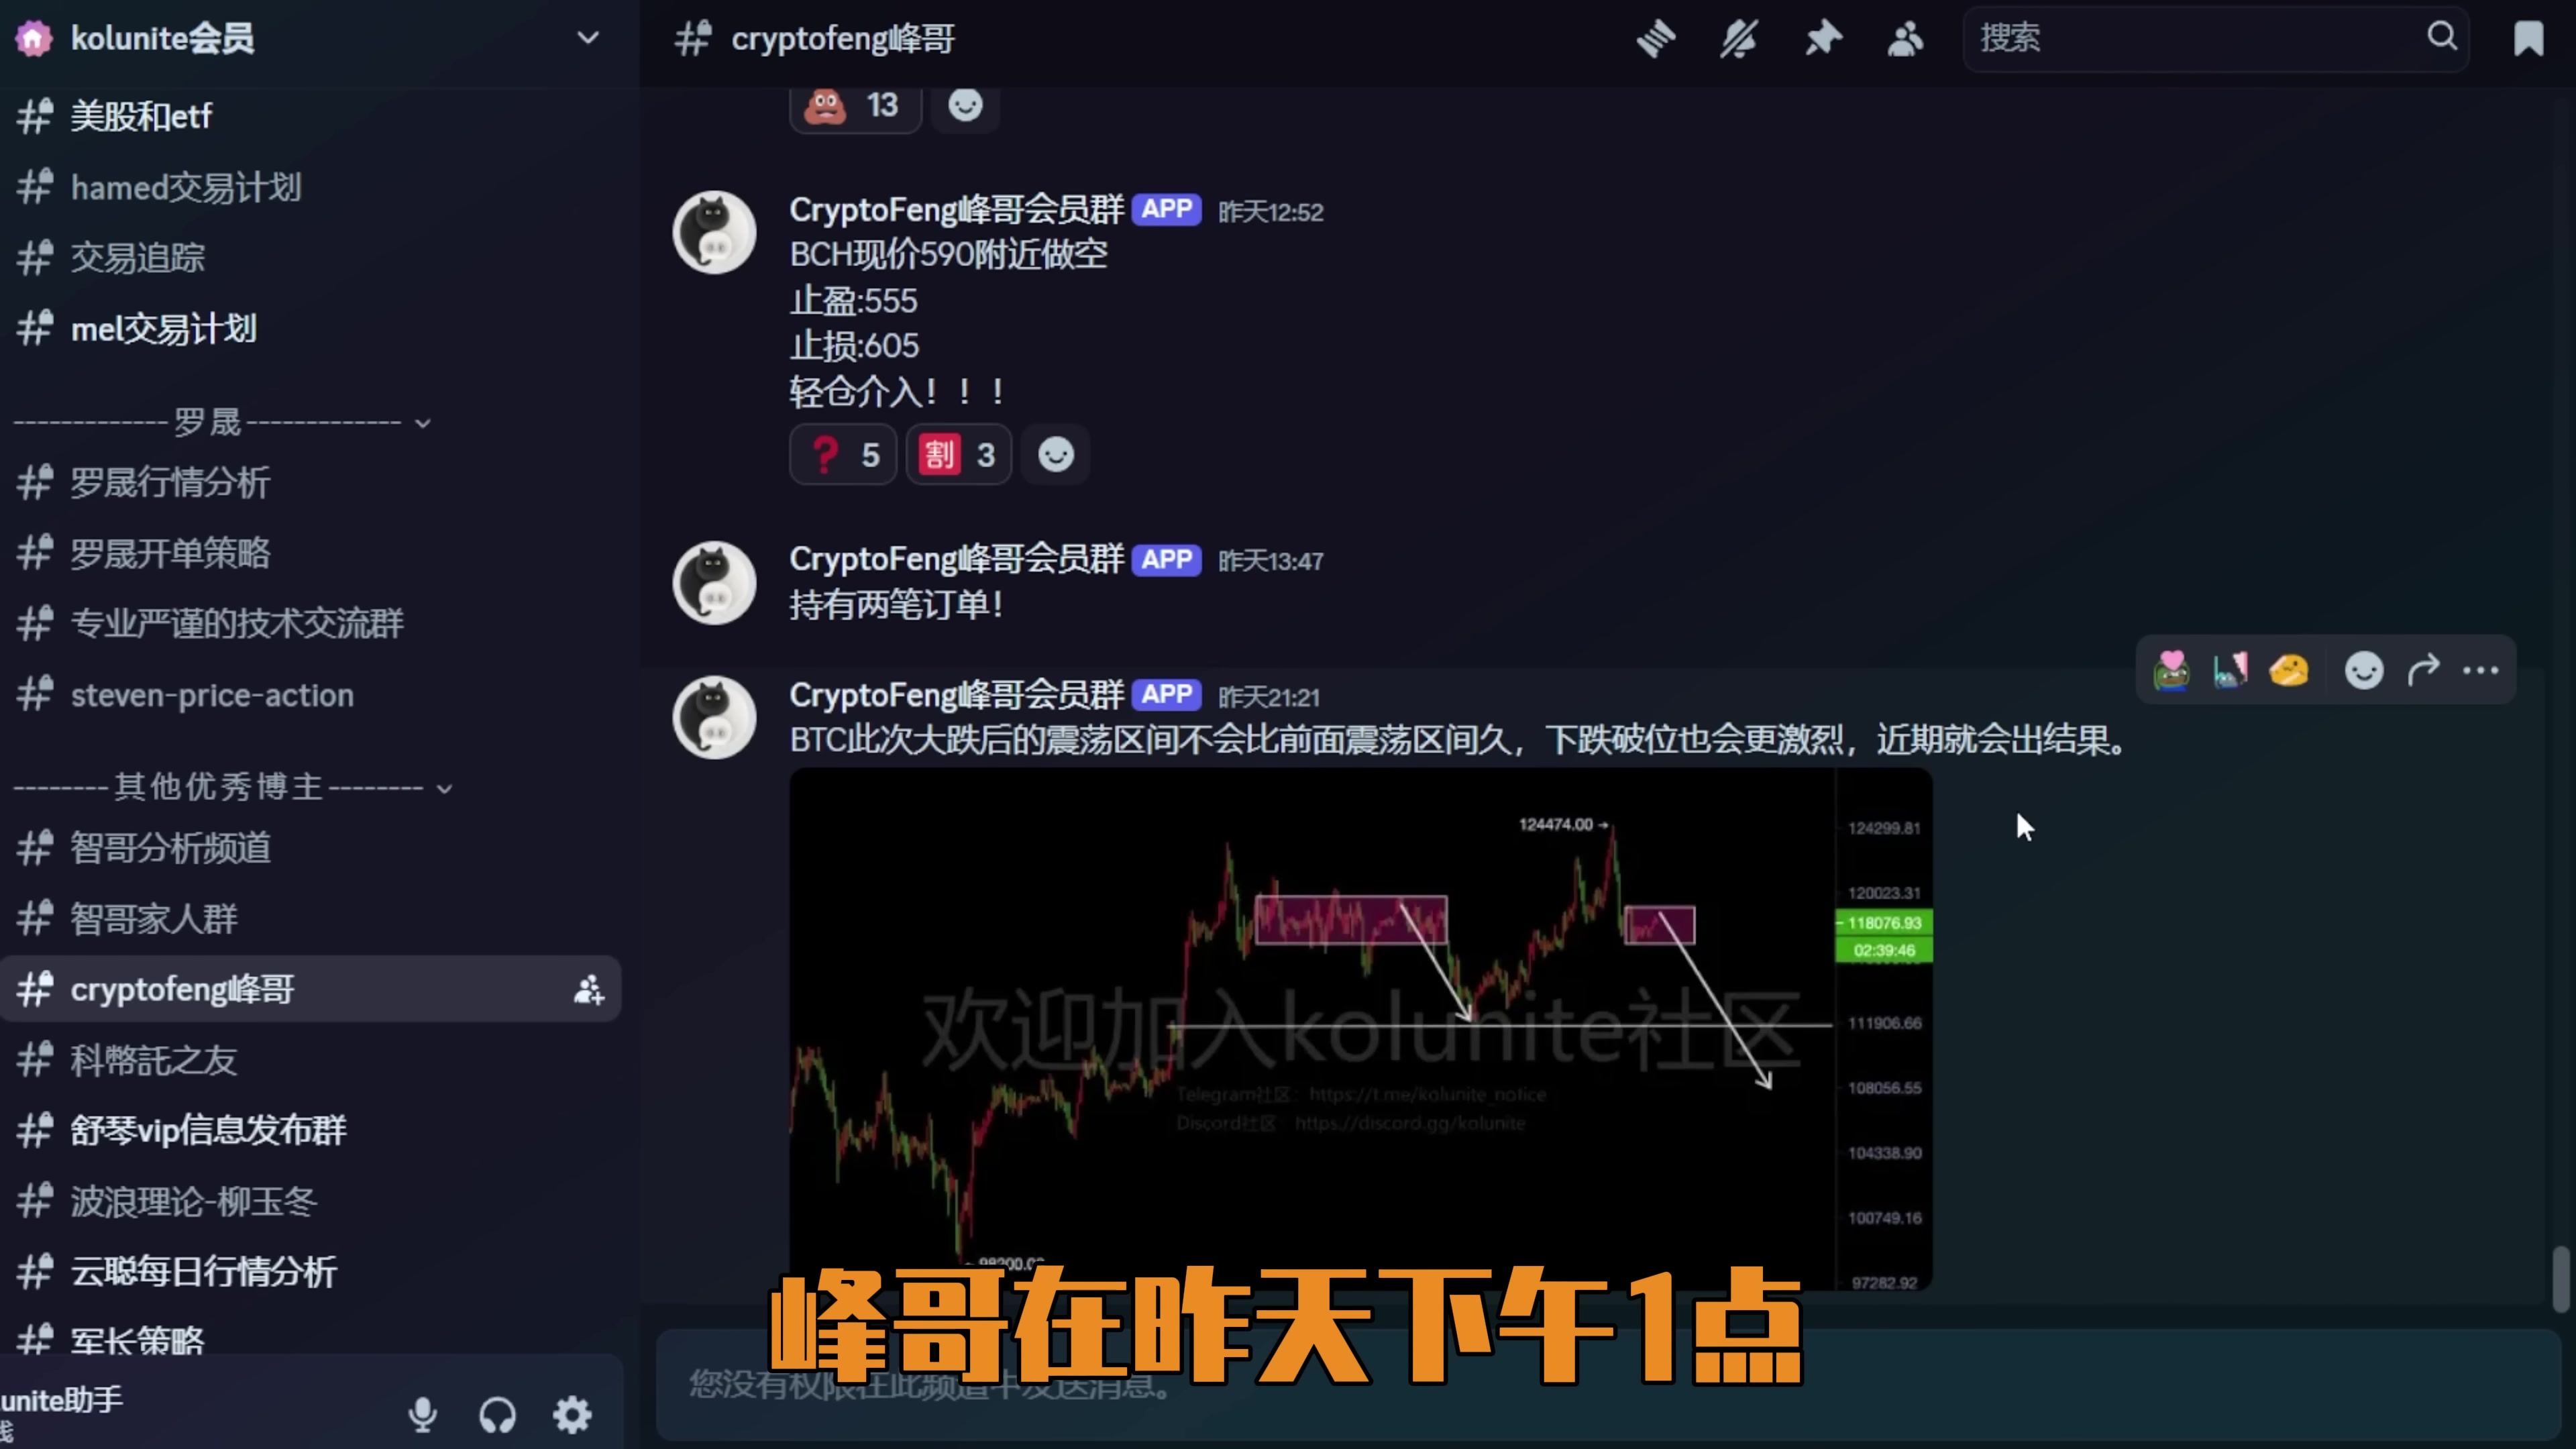 kolunite会员
美股和etf
hamed交易计划
交易追踪
mel交易计划
-------------罗晟-------------
罗晟行情分析
罗晟开单策略
专业严谨的技术交流群
steven-price-action
--------其他优秀博主--------
智哥分析频道
智哥家人群
cryptofeng峰哥
科幣託之友
舒琴vip信息发布群
波浪理论-柳玉冬
云聪每日行情分析
军长策略
unite助手
线
cryptofeng峰哥
搜索
13
CryptoFeng峰哥会员群 APP 昨天12:52
BCH现价590附近做空
止盈:555
止损:605
轻仓介入！！！
5 割 3
CryptoFeng峰哥会员群 APP 昨天13:47
持有两笔订单！
CryptoFeng峰哥会员群 APP 昨天21:21
BTC此次大跌后的震荡区间不会比前面震荡区间久，下跌破位也会更激烈，近期就会出结果。
124474.00
124299.81
120023.31
118076.93
02:39:46
111906.66
108056.55
104338.90
100749.16
97282.92
欢迎加入kolunite社区
Telegram社区：https://t.me/kolunite_notice
Discord社区：https://discord.gg/kolunite
峰哥在昨天下午1点
您没有权限在此频道中发送消息。